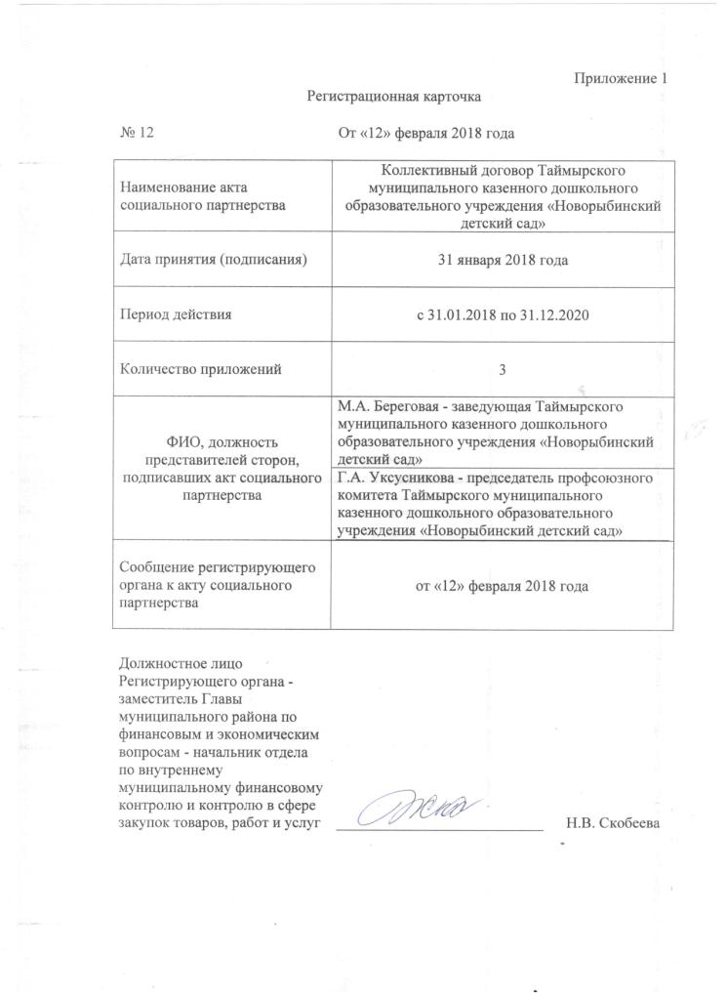 Приложение 1
Регистрационная карточка
№ 12 От «12» февраля 2018 года
Наименование акта
социального партнерства
Коллективный договор Таймырского
муниципального казенного дошкольного
образовательного учреждения «Новорыбинский
детский сад»
Дата принятия (подписания)
31 января 2018 года
Период действия
с 31.01.2018 по 31.12.2020
Количество приложений
3
ФИО, должность
представителей сторон,
подписавших акт социального
партнерства
М.А. Береговая - заведующая Таймырского
муниципального казенного дошкольного
образовательного учреждения «Новорыбинский
детский сад»
Г.А. Уксусникова - председатель профсоюзного
комитета Таймырского муниципального
казенного дошкольного образовательного
учреждения «Новорыбинский детский сад»
Сообщение регистрирующего
органа к акту социального
партнерства
от «12» февраля 2018 года
Должностное лицо
Регистрирующего органа -
заместитель Главы
муниципального района по
финансовым и экономическим
вопросам - начальник отдела
по внутреннему
муниципальному финансовому
контролю и контролю в сфере
закупок товаров, работ и услуг
Н.В. Скобеева